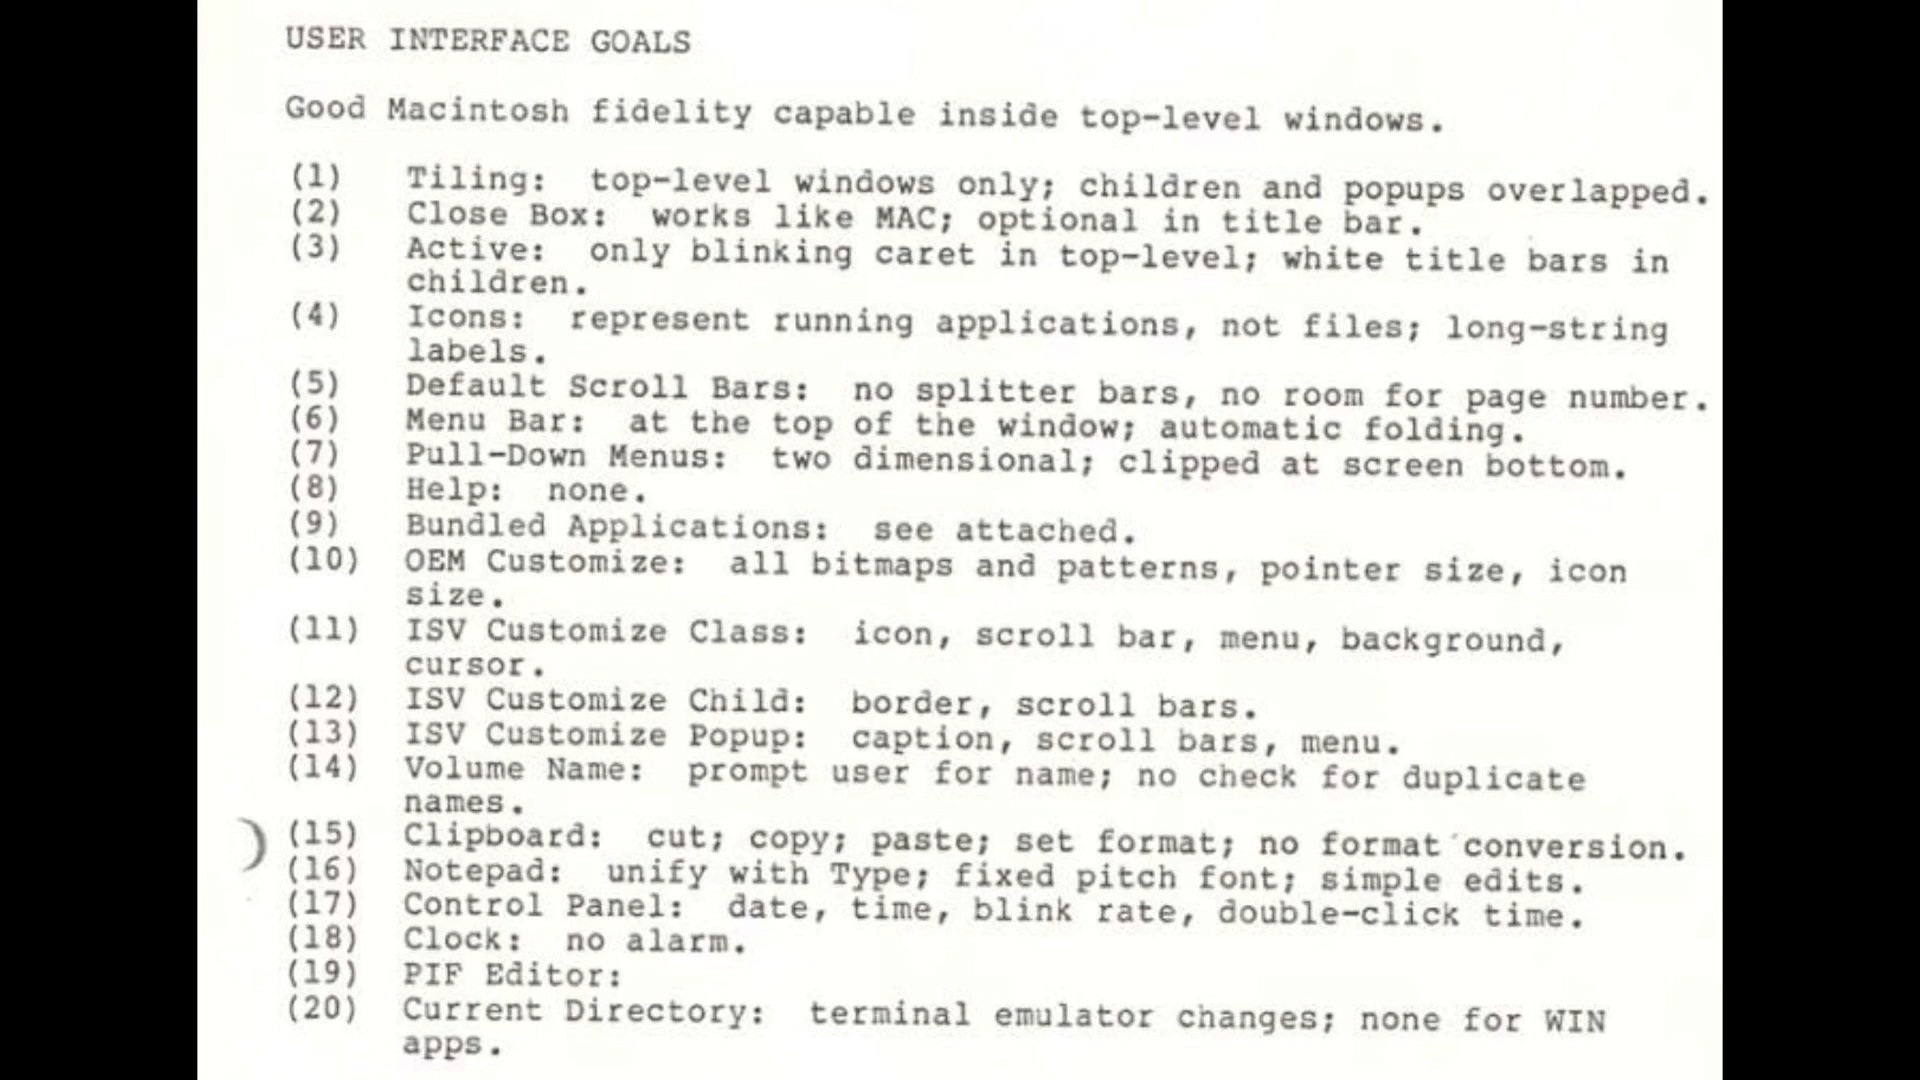 USER INTERFACE GOALS
Good Macintosh fidelity capable inside top-level windows.
(1) Tiling: top-level windows only; children and popups overlapped.
(2) Close Box: works like MAC; optional in title bar.
(3) Active: only blinking caret in top-level; white title bars in
children.
(4) Icons: represent running applications, not files; long-string
labels.
(5) Default Scroll Bars: no splitter bars, no room for page number.
(6) Menu Bar: at the top of the window; automatic folding.
(7) Pull-Down Menus: two dimensional; clipped at screen bottom.
(8) Help: none.
(9) Bundled Applications: see attached.
(10) OEM Customize: all bitmaps and patterns, pointer size, icon
size.
(11) ISV Customize Class: icon, scroll bar, menu, background,
cursor.
(12) ISV Customize Child: border, scroll bars.
(13) ISV Customize Popup: caption, scroll bars, menu.
(14) Volume Name: prompt user for name; no check for duplicate
names.
(15) Clipboard: cut; copy; paste; set format; no format conversion.
(16) Notepad: unify with Type; fixed pitch font; simple edits.
(17) Control Panel: date, time, blink rate, double-click time.
(18) Clock: no alarm.
(19) PIF Editor:
(20) Current Directory: terminal emulator changes; none for WIN
apps.